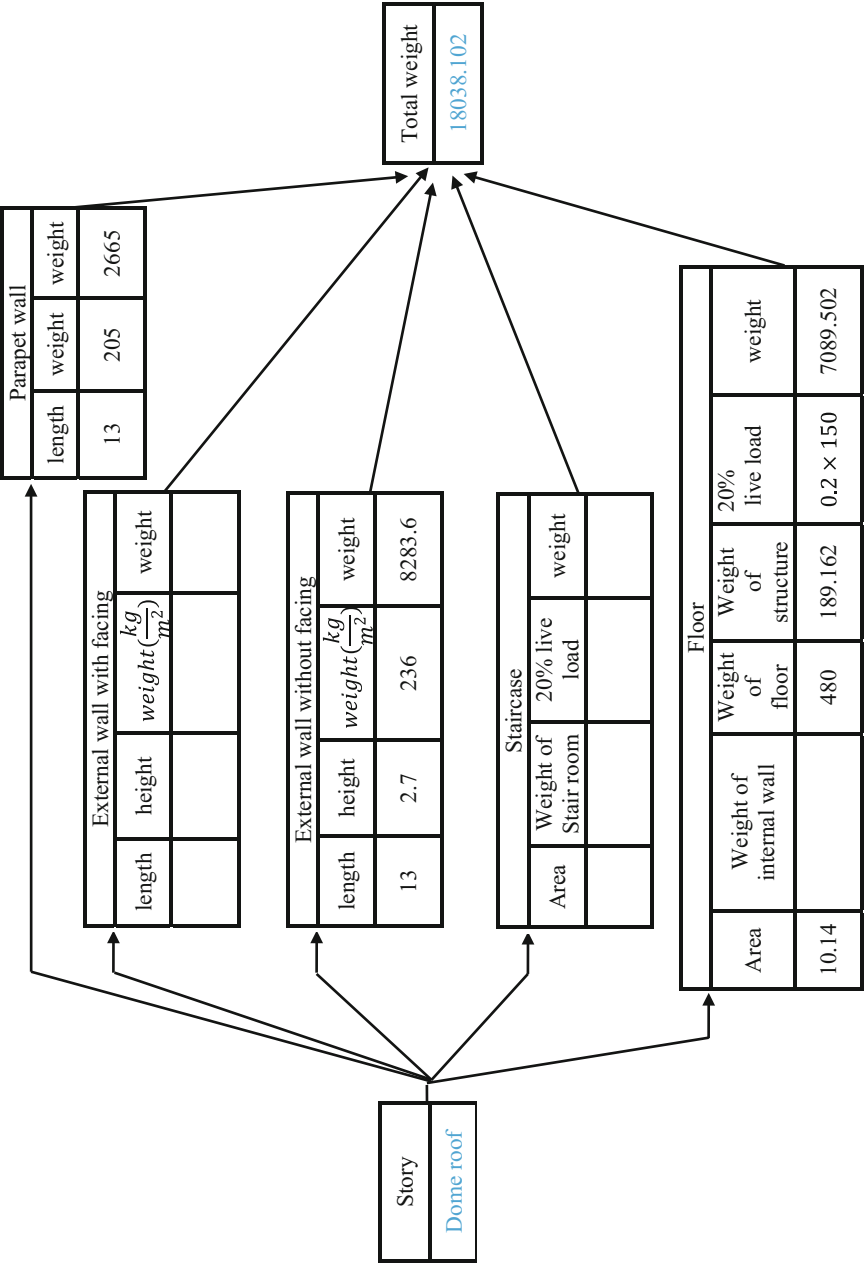 Story
Dome roof
Parapet wall
length weight weight
13 205 2665
External wall with facing
length height weight(kg/m²) weight
External wall without facing
length height weight(kg/m²) weight
13 2.7 236 8283.6
Staircase
Area Weight of Stair room 20% live load weight
Floor
Area Weight of internal wall Weight of floor Weight of structure 20% live load weight
10.14 480 189.162 0.2 × 150 7089.502
Total weight
18038.102